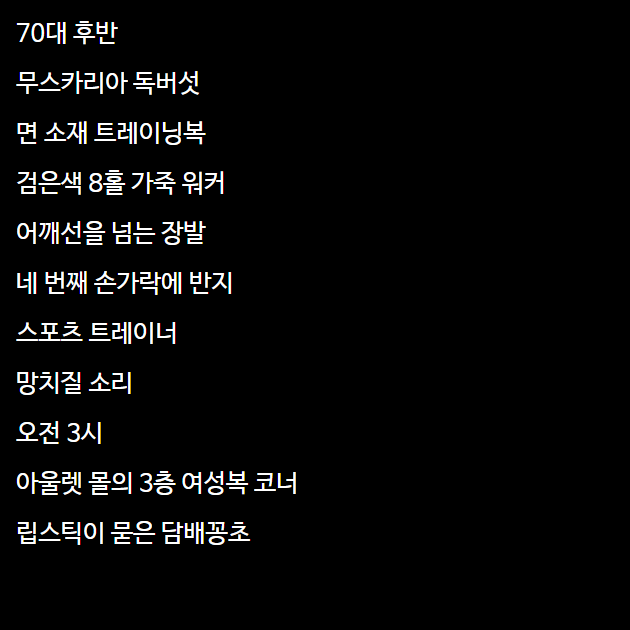 70대 후반
무스카리아 독버섯
면 소재 트레이닝복
검은색 8홀 가죽 워커
어깨선을 넘는 장발
네 번째 손가락에 반지
스포츠 트레이너
망치질 소리
오전 3시
아울렛 몰의 3층 여성복 코너
립스틱이 묻은 담배꽁초